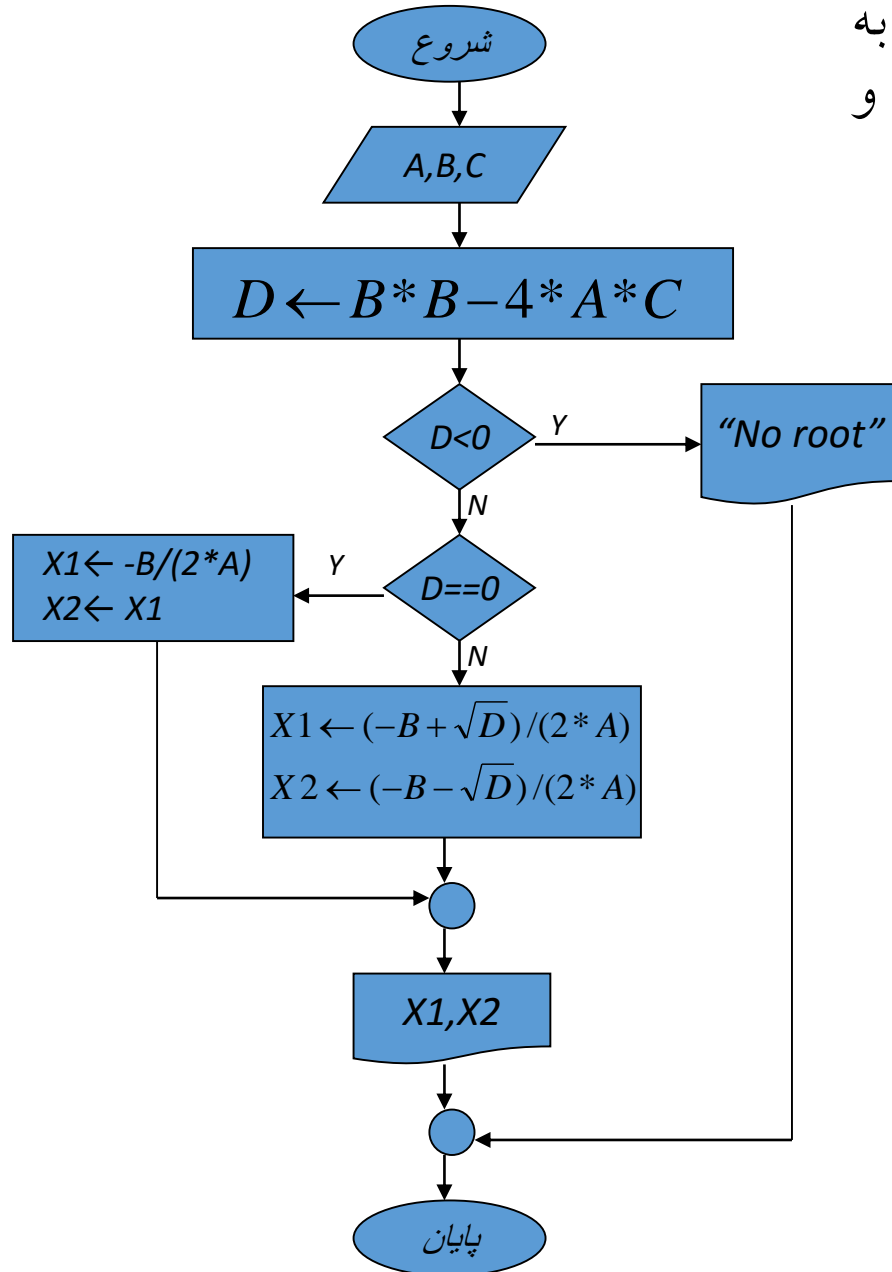 به
و
شروع
A,B,C
D ← B * B − 4 * A * C
D<0
Y
“No root”
N
D==0
Y
X1← -B/(2*A)
X2← X1
N
X1 ← (−B + √D) / (2 * A)
X2 ← (−B − √D) / (2 * A)
X1,X2
پایان